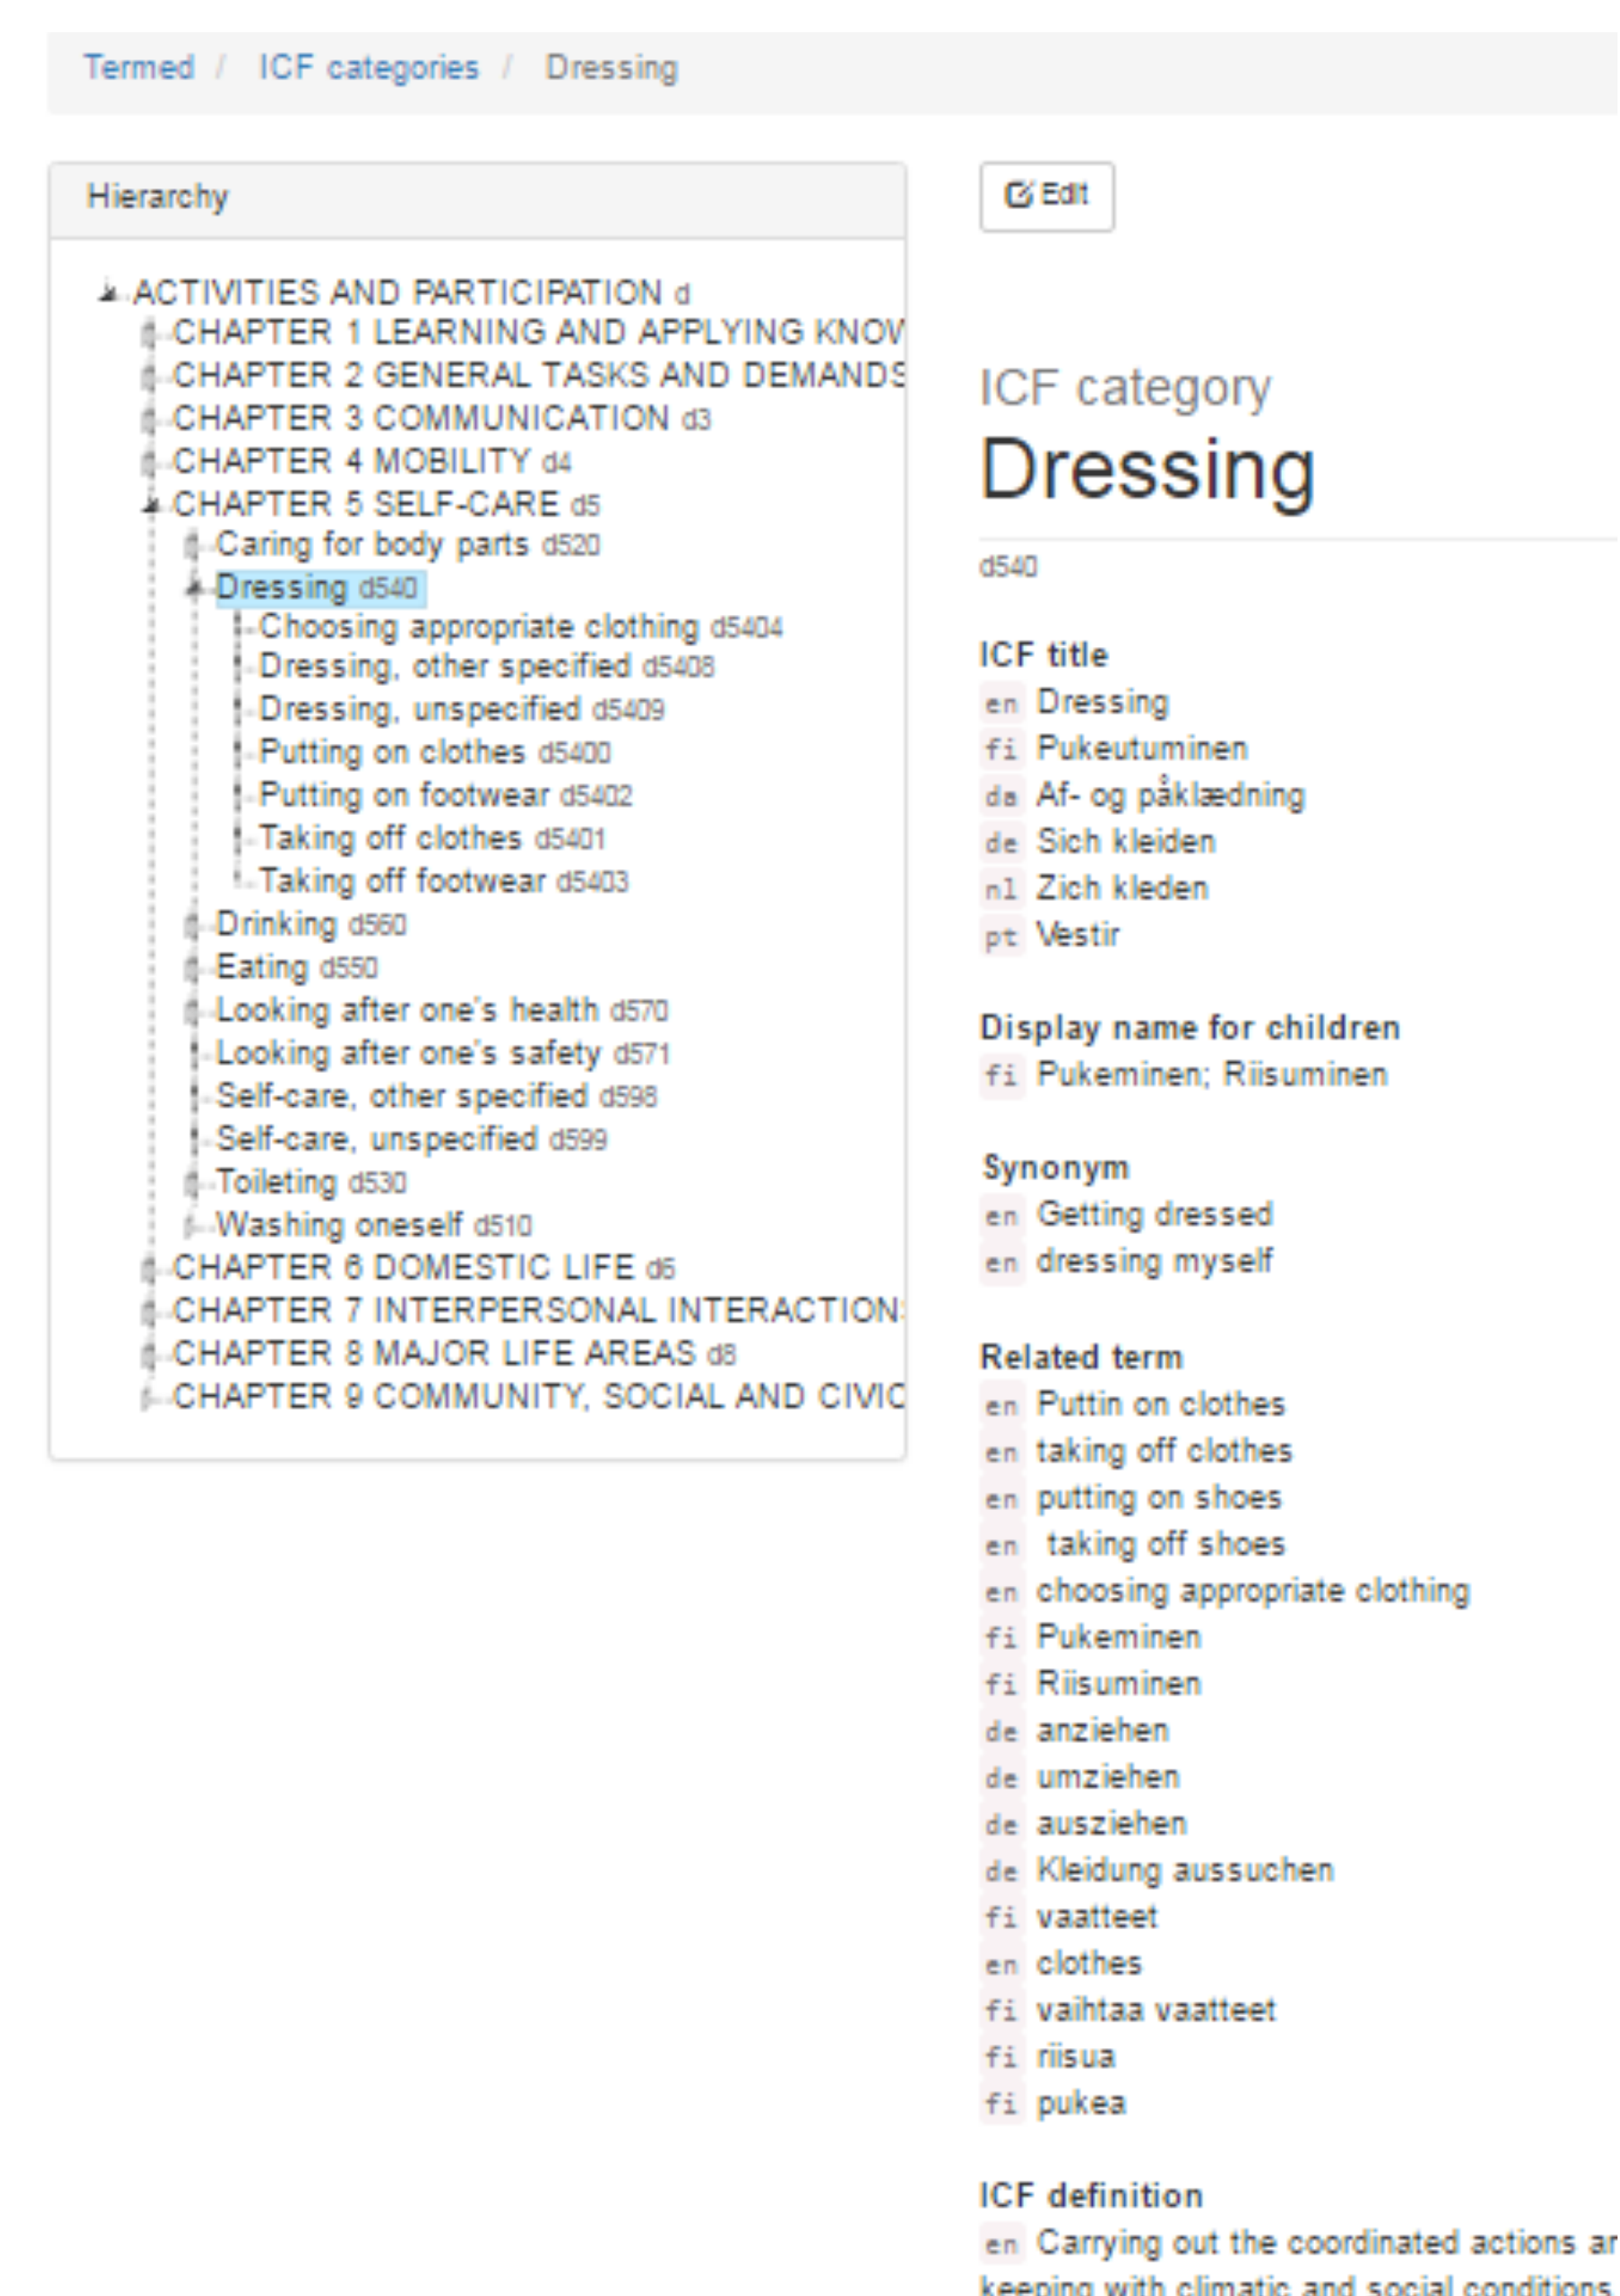 Termed / ICF categories / Dressing
Hierarchy
ACTIVITIES AND PARTICIPATION d
CHAPTER 1 LEARNING AND APPLYING KNOW
CHAPTER 2 GENERAL TASKS AND DEMANDS
CHAPTER 3 COMMUNICATION d3
CHAPTER 4 MOBILITY d4
CHAPTER 5 SELF-CARE d5
Caring for body parts d520
Dressing d540
Choosing appropriate clothing d5404
Dressing, other specified d5408
Dressing, unspecified d5409
Putting on clothes d5400
Putting on footwear d5402
Taking off clothes d5401
Taking off footwear d5403
Drinking d560
Eating d550
Looking after one's health d570
Looking after one's safety d571
Self-care, other specified d598
Self-care, unspecified d599
Toileting d530
Washing oneself d510
CHAPTER 6 DOMESTIC LIFE d6
CHAPTER 7 INTERPERSONAL INTERACTIONS
CHAPTER 8 MAJOR LIFE AREAS d8
CHAPTER 9 COMMUNITY, SOCIAL AND CIVIC
Edit
ICF category
Dressing
d540
ICF title
en Dressing
fi Pukeutuminen
da Af- og påklædning
de Sich kleiden
nl Zich kleden
pt Vestir
Display name for children
fi Pukeminen; Riisuminen
Synonym
en Getting dressed
en dressing myself
Related term
en Puttin on clothes
en taking off clothes
en putting on shoes
en taking off shoes
en choosing appropriate clothing
fi Pukeminen
fi Riisuminen
de anziehen
de umziehen
de ausziehen
de Kleidung aussuchen
fi vaatteet
en clothes
fi vaihtaa vaatteet
fi riisua
fi pukea
ICF definition
en Carrying out the coordinated actions an
keeping with climatic and social conditions